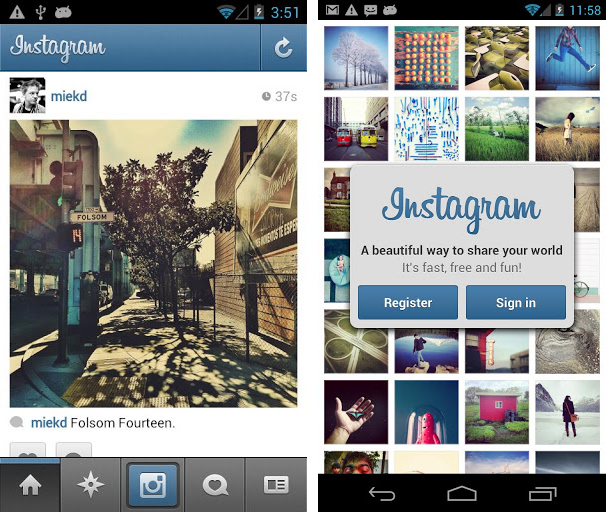 3:51
Instagram
miekd
37s
FOLSOM
14
miekd Folsom Fourteen.
11:58
Instagram
A beautiful way to share your world
It's fast, free and fun!
Register
Sign in